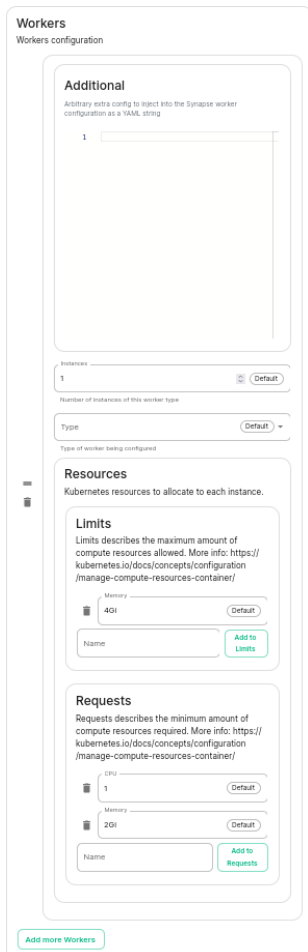 Workers
Workers configuration
Additional
Arbitrary extra config to inject into the Synapse worker
configuration as a YAML string
1
Instances
1
Default
Number of instances of this worker type
Type
Default
Type of worker being configured
Resources
Kubernetes resources to allocate to each instance.
Limits
Limits describes the maximum amount of
compute resources allowed. More info: https://
kubernetes.io/docs/concepts/configuration
/manage-compute-resources-container/
Memory
4Gi
Default
Name
Add to
Limits
Requests
Requests describes the minimum amount of
compute resources required. More info: https://
kubernetes.io/docs/concepts/configuration
/manage-compute-resources-container/
CPU
1
Default
Memory
2Gi
Default
Name
Add to
Requests
Add more Workers